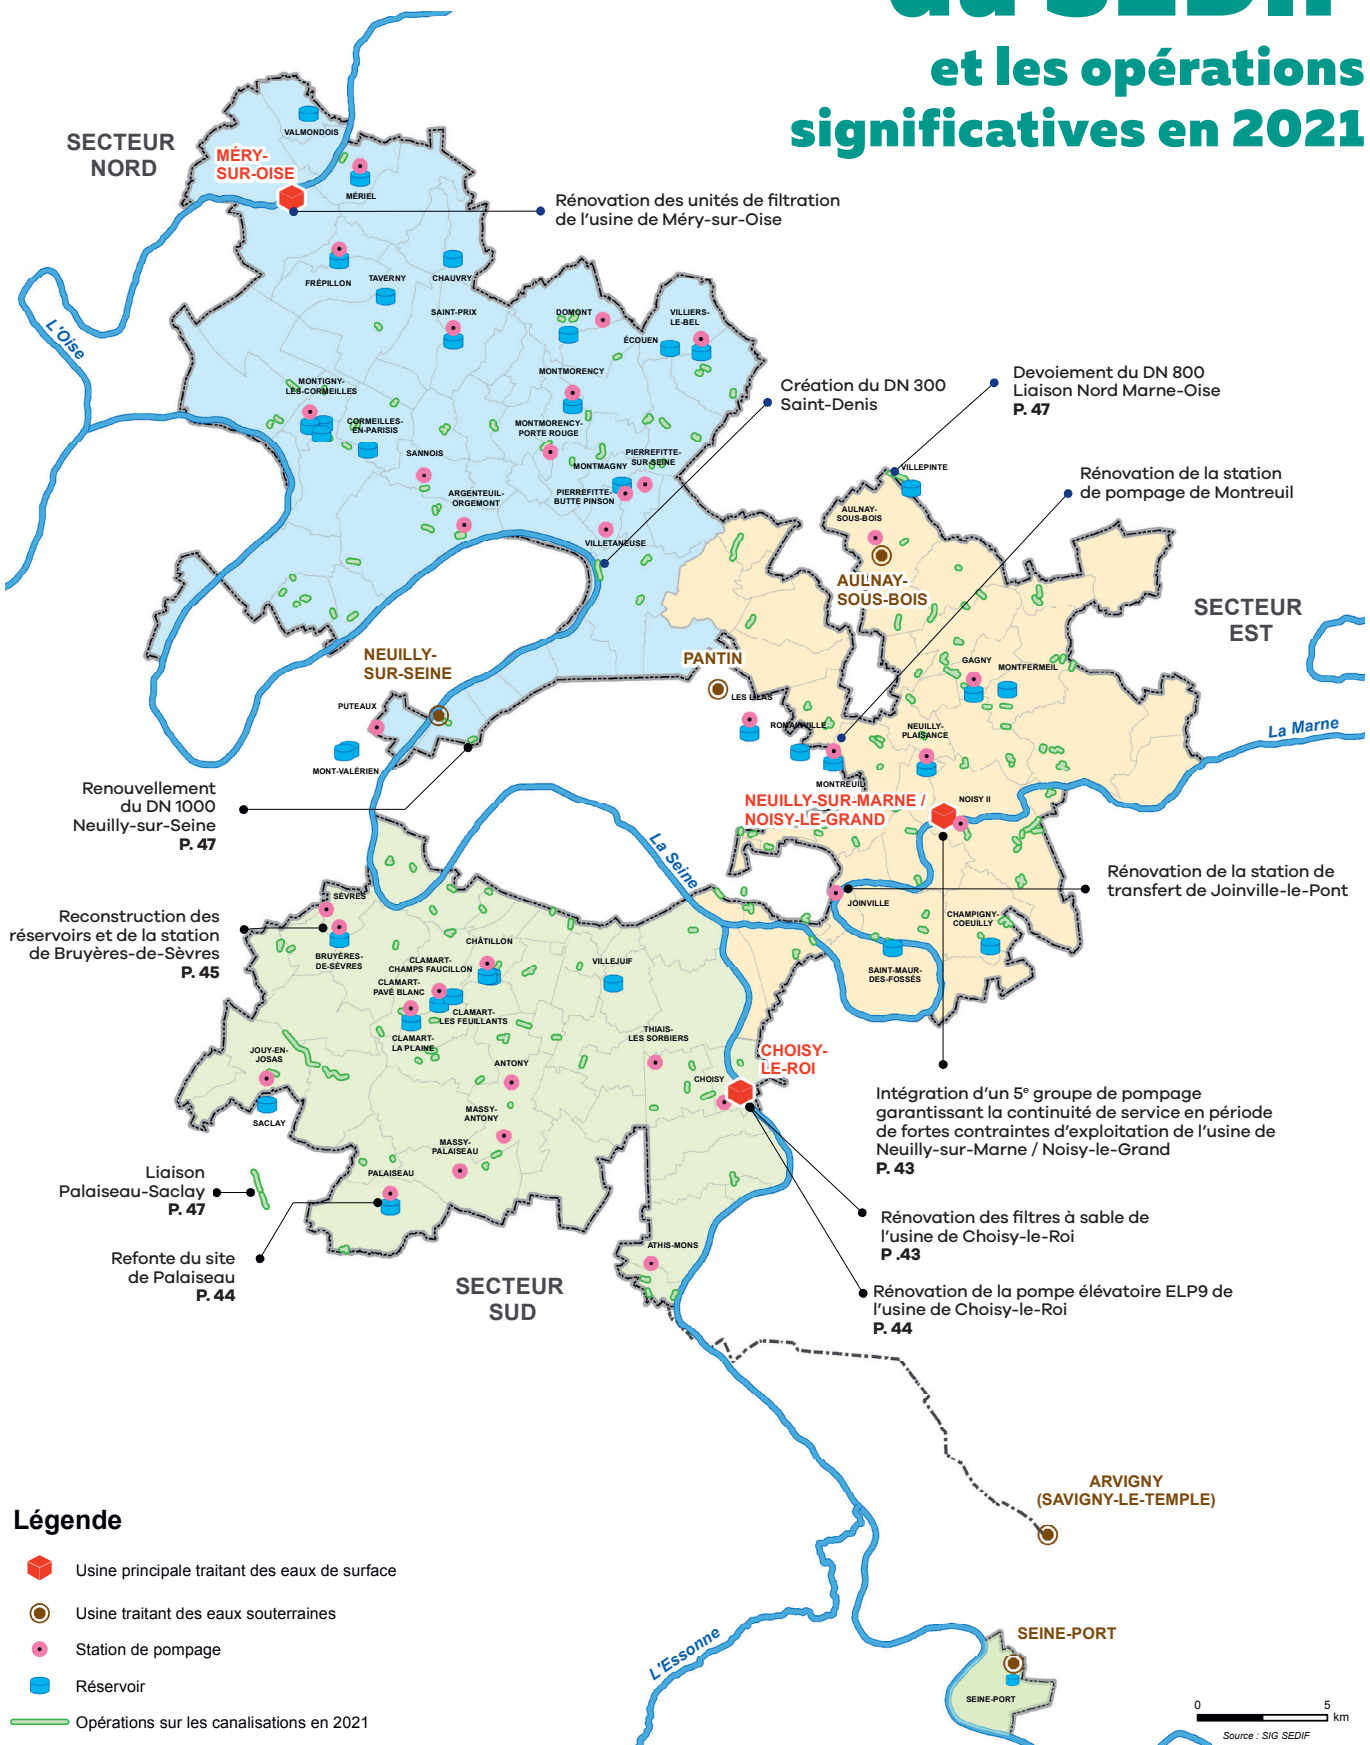 du SEDIF
et les opérations
significatives en 2021
SECTEUR
NORD
VALMONDOIS
MÉRY-
SUR-OISE
MÉRIEL
Rénovation des unités de filtration
de l'usine de Méry-sur-Oise
FRÉPILLON
TAVERNY
CHAUVRY
L'Oise
SAINT-PRIX
DOMONT
VILLIERS-
LE-BEL
ÉCOUEN
MONTMORENCY
MONTIGNY-
LÈS-CORMEILLES
CORMEILLES-
EN-PARISIS
MONTMORENCY-
PORTE ROUGE
SANNOIS
MONTMAGNY
PIERREFITTE-
SUR-SEINE
ARGENTEUIL-
ORGEMONT
PIERREFITTE-
BUTTE PINSON
VILLETANEUSE
Création du DN 300
Saint-Denis
Devoiement du DN 800
Liaison Nord Marne-Oise
P. 47
VILLEPINTE
Rénovation de la station
de pompage de Montreuil
AULNAY-
SOUS-BOIS
AULNAY-
SOUS-BOIS
SECTEUR
EST
NEUILLY-
SUR-SEINE
PANTIN
GAGNY
MONTFERMEIL
PUTEAUX
LES LILAS
ROMAINVILLE
NEUILLY-
PLAISANCE
La Marne
MONT-VALÉRIEN
MONTREUIL
Renouvellement
du DN 1000
Neuilly-sur-Seine
P. 47
NEUILLY-SUR-MARNE /
NOISY-LE-GRAND
NOISY II
La Seine
Rénovation de la station de
transfert de Joinville-le-Pont
SÈVRES
JOINVILLE
CHAMPIGNY-
COEUILLY
Reconstruction des
réservoirs et de la station
de Bruyères-de-Sèvres
P. 45
BRUYÈRES-
DE-SÈVRES
CHÂTILLON
CLAMART-
CHAMPS FAUCILLON
VILLEJUIF
SAINT-MAUR-
DES-FOSSÉS
CLAMART-
PAVÉ BLANC
CLAMART-
LES FEUILLANTS
CLAMART-
LA PLAINE
THIAIS-
LES SORBIERS
JOUY-EN-
JOSAS
ANTONY
CHOISY
CHOISY-
LE-ROI
SACLAY
MASSY-
ANTONY
MASSY-
PALAISEAU
Intégration d'un 5e groupe de pompage
garantissant la continuité de service en période
de fortes contraintes d'exploitation de l'usine de
Neuilly-sur-Marne / Noisy-le-Grand
P. 43
Liaison
Palaiseau-Saclay
P. 47
PALAISEAU
Rénovation des filtres à sable de
l'usine de Choisy-le-Roi
P .43
Refonte du site
de Palaiseau
P. 44
ATHIS-MONS
SECTEUR
SUD
Rénovation de la pompe élévatoire ELP9 de
l'usine de Choisy-le-Roi
P. 44
ARVIGNY
(SAVIGNY-LE-TEMPLE)
Légende
Usine principale traitant des eaux de surface
Usine traitant des eaux souterraines
Station de pompage
Réservoir
Opérations sur les canalisations en 2021
L'Essonne
SEINE-PORT
SEINE-PORT
0 5
km
Source : SIG SEDIF